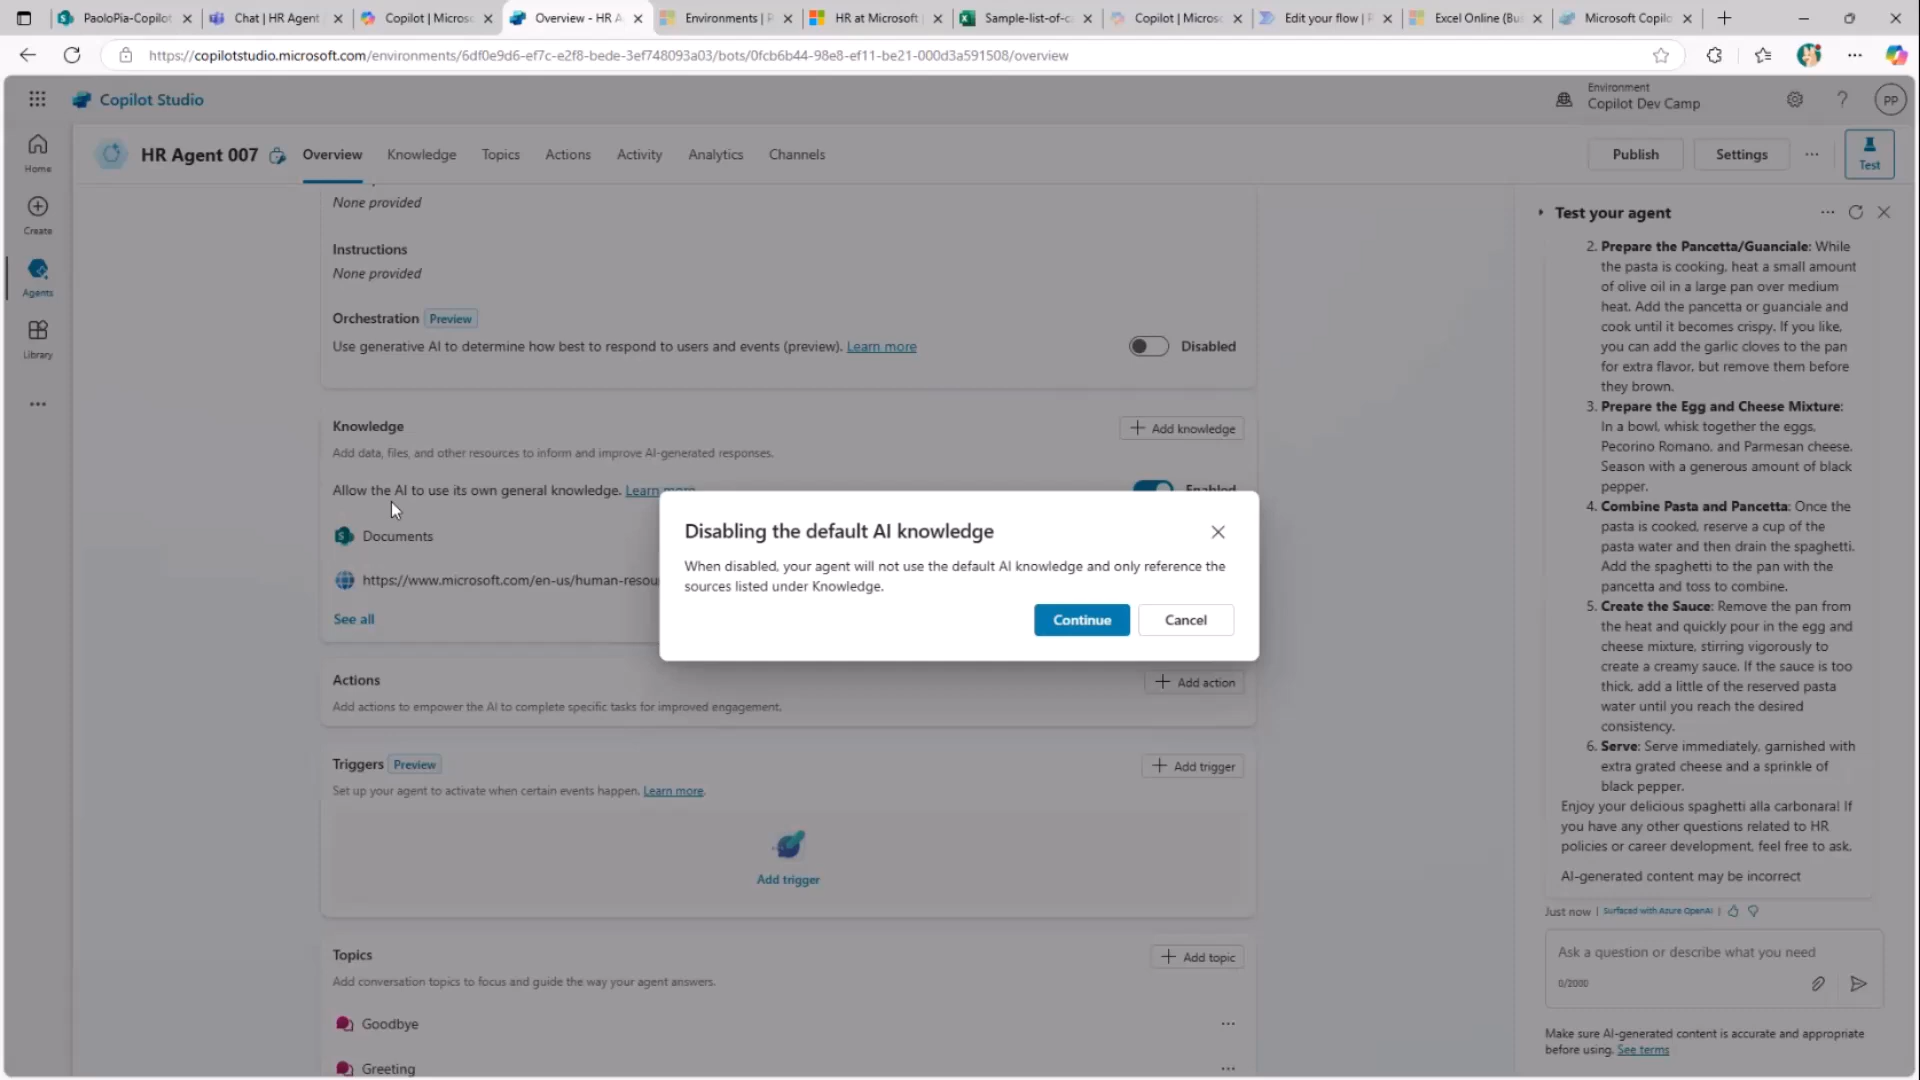 PaoloPia-Copilot
Chat | HR Agent
Copilot | Micros
Overview - HR A
Environments | P
HR at Microsoft
Sample-list-of-c
Copilot | Micros
Edit your flow |
Excel Online (Bu
Microsoft Copilo
https://copilotstudio.microsoft.com/environments/6df0e9d6-ef7c-e2f8-bede-3ef748093a03/bots/0fcb6b44-98e8-ef11-be21-000d3a591508/overview
Copilot Studio
Environment
Copilot Dev Camp
PP
HR Agent 007
Overview
Knowledge
Topics
Actions
Activity
Analytics
Channels
Publish
Settings
Test
Home
Create
Agents
Library
None provided
Instructions
None provided
Orchestration Preview
Use generative AI to determine how best to respond to users and events (preview). Learn more
Disabled
Knowledge
Add knowledge
Add data, files, and other resources to inform and improve AI-generated responses.
Allow the AI to use its own general knowledge. Learn more
Enabled
Documents
https://www.microsoft.com/en-us/human-resou
See all
Disabling the default AI knowledge
When disabled, your agent will not use the default AI knowledge and only reference the
sources listed under Knowledge.
Continue
Cancel
Actions
Add action
Add actions to empower the AI to complete specific tasks for improved engagement.
Triggers Preview
Add trigger
Set up your agent to activate when certain events happen. Learn more.
Add trigger
Topics
Add topic
Add conversation topics to focus and guide the way your agent answers.
Goodbye
Greeting
Test your agent
2. Prepare the Pancetta/Guanciale: While
the pasta is cooking, heat a small amount
of olive oil in a large pan over medium
heat. Add the pancetta or guanciale and
cook until it becomes crispy. If you like,
you can add the garlic cloves to the pan
for extra flavor, but remove them before
they brown.
3. Prepare the Egg and Cheese Mixture:
In a bowl, whisk together the eggs,
Pecorino Romano, and Parmesan cheese.
Season with a generous amount of black
pepper.
4. Combine Pasta and Pancetta: Once the
pasta is cooked, reserve a cup of the
pasta water and then drain the spaghetti.
Add the spaghetti to the pan with the
pancetta and toss to combine.
5. Create the Sauce: Remove the pan from
the heat and quickly pour in the egg and
cheese mixture, stirring vigorously to
create a creamy sauce. If the sauce is too
thick, add a little of the reserved pasta
water until you reach the desired
consistency.
6. Serve: Serve immediately, garnished with
extra grated cheese and a sprinkle of
black pepper.
Enjoy your delicious spaghetti alla carbonara! If
you have any other questions related to HR
policies or career development, feel free to ask.
AI-generated content may be incorrect
Just now | Surfaced with Azure OpenAI |
Ask a question or describe what you need
0/2000
Make sure AI-generated content is accurate and appropriate
before using. See terms